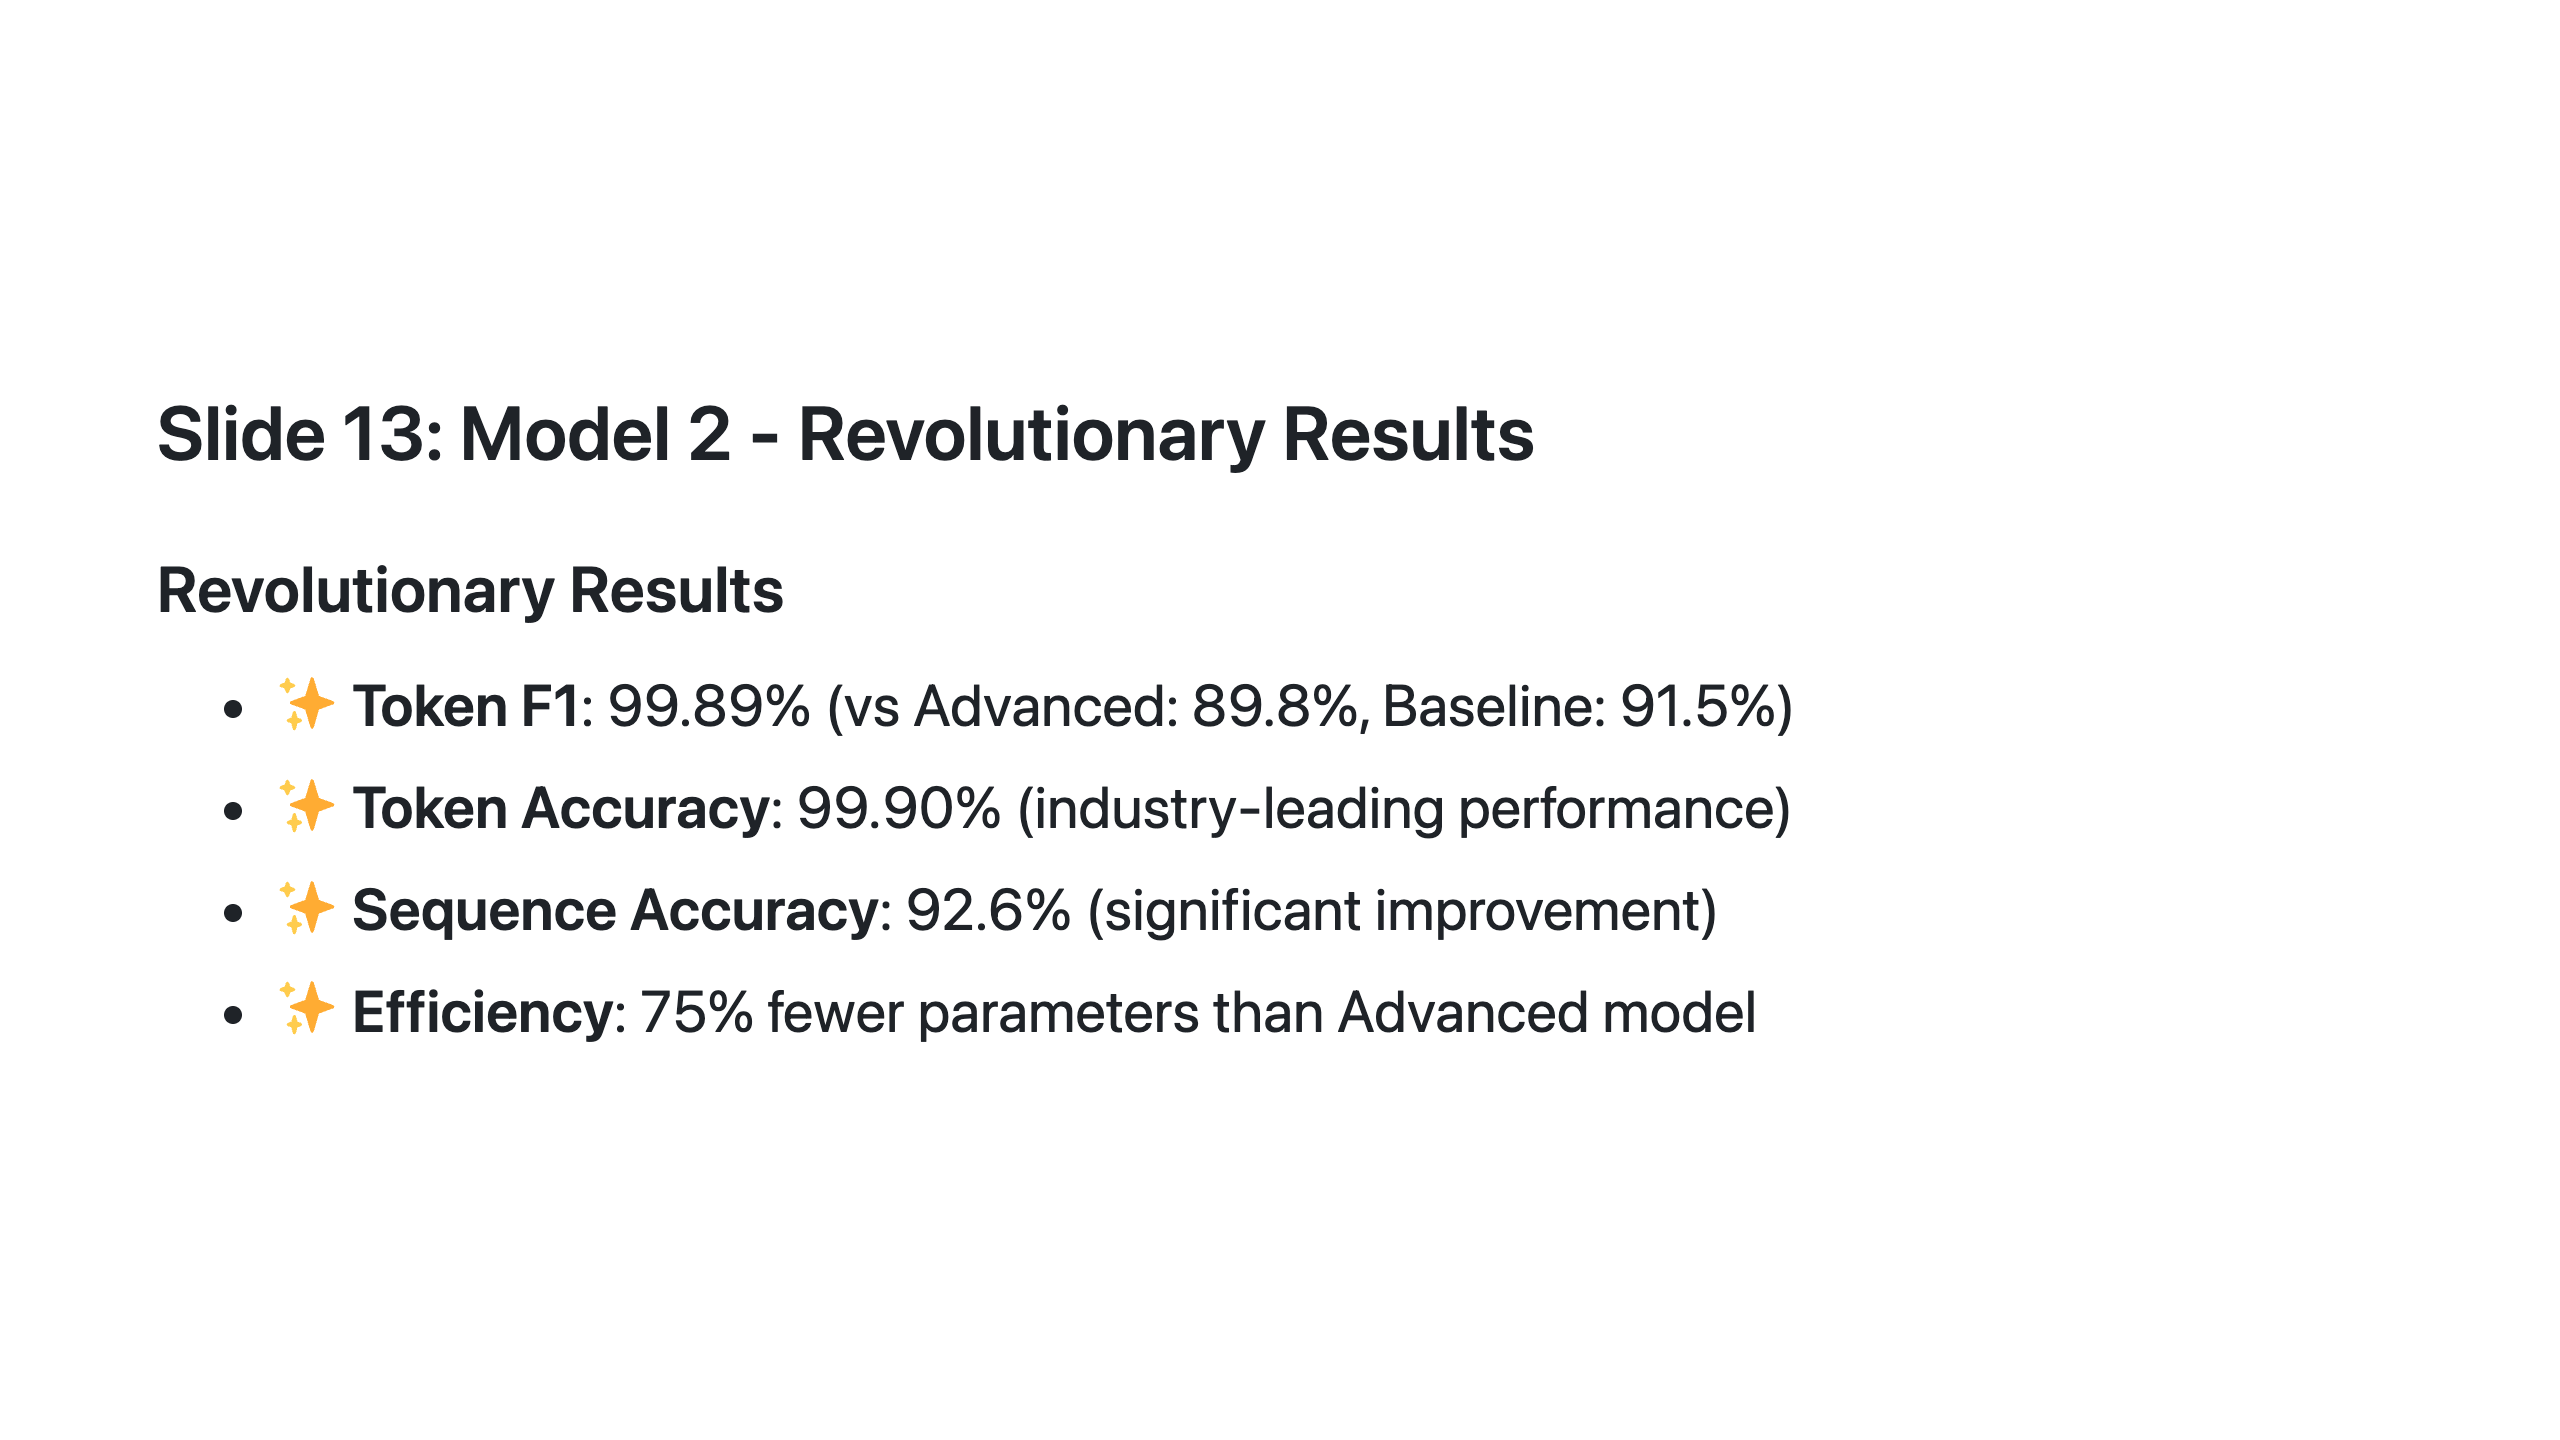 Slide 13: Model 2 - Revolutionary Results
Revolutionary Results
• ✨ Token F1: 99.89% (vs Advanced: 89.8%, Baseline: 91.5%)
• ✨ Token Accuracy: 99.90% (industry-leading performance)
• ✨ Sequence Accuracy: 92.6% (significant improvement)
• ✨ Efficiency: 75% fewer parameters than Advanced model